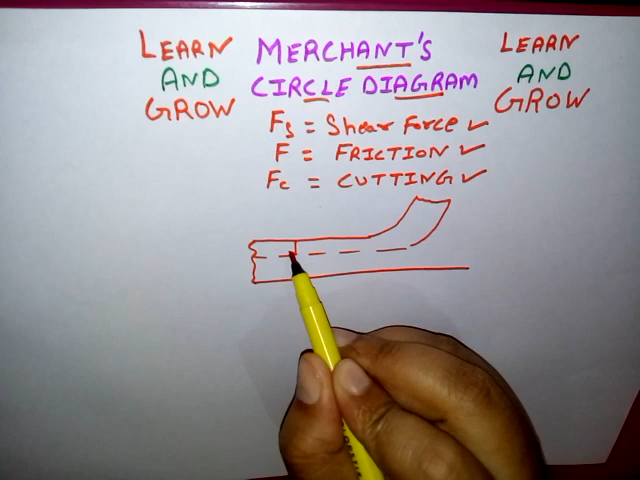 LEARN
AND
GROW
MERCHANT'S
CIRCLE DIAGRAM
LEARN
AND
GROW
Fs = Shear Force ✓
F = FRICTION ✓
Fc = CUTTING ✓